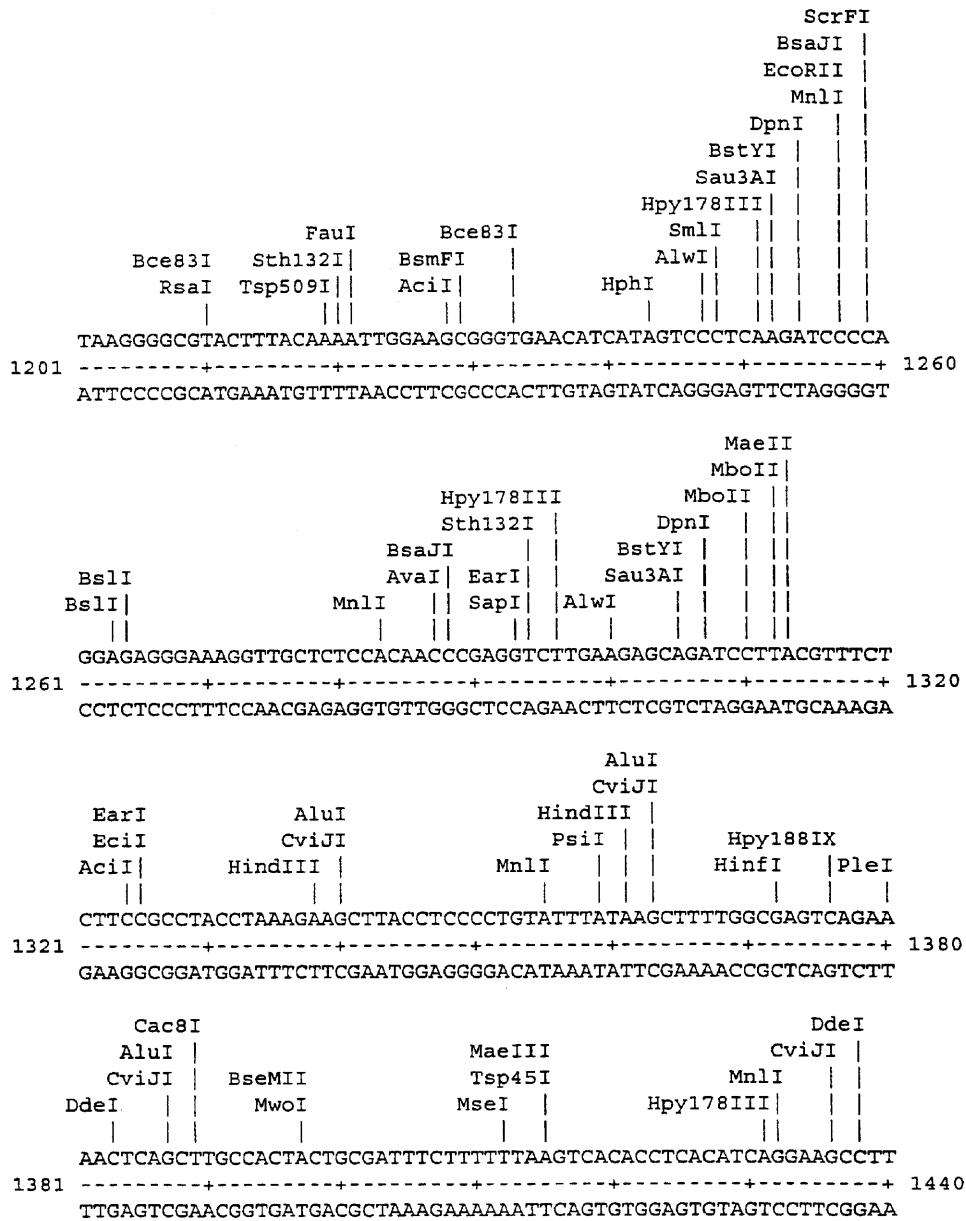 ScrFI
BsaJI
EcoRII
MnlI
DpnI
BstYI
Sau3AI
Hpy178III
FauI Bce83I SmlI
Bce83I Sth132I BsmFI AlwI
RsaI Tsp509I AciI HphI
TAAGGGGCGTACTTTACAAAATTGGAAGCGGGTGAACATCATAGTCCCTCAAGATCCCCA
1201 ---------+---------+---------+---------+---------+---------+ 1260
ATTCCCCGCATGAAATGTTTTAACCTTCGCCCACTTGTAGTATCAGGGAGTTCTAGGGGT
MaeII
MboII
Hpy178III MboII
Sth132I DpnI
BsaJI BstYI
BslI AvaI EarI Sau3AI
BslI MnlI SapI AlwI
GGAGAGGGAAAGGTTGCTCTCCACAACCCGAGGTCTTGAAGAGCAGATCCTTACGTTTCT
1261 ---------+---------+---------+---------+---------+---------+ 1320
CCTCTCCCTTTCCAACGAGAGGTGTTGGGCTCCAGAACTTCTCGTCTAGGAATGCAAAGA
AluI
CviJI
EarI AluI HindIII
EciI CviJI PsiI Hpy188IX
AciI HindIII MnlI HinfI PleI
CTTCCGCCTACCTAAAGAAGCTTACCTCCCCTGTATTTATAAGCTTTTGGCGAGTCAGAA
1321 ---------+---------+---------+---------+---------+---------+ 1380
GAAGGCGGATGGATTTCTTCGAATGGAGGGGACATAAATATTCGAAAACCGCTCAGTCTT
Cac8I DdeI
AluI MaeIII CviJI
CviJI BseMII Tsp45I MnlI
DdeI MwoI MseI Hpy178III
AACTCAGCTTGCCACTACTGCGATTTCTTTTTTAAGTCACACCTCACATCAGGAAGCCTT
1381 ---------+---------+---------+---------+---------+---------+ 1440
TTGAGTCGAACGGTGATGACGCTAAAGAAAAAATTCAGTGTGGAGTGTAGTCCTTCGGAA